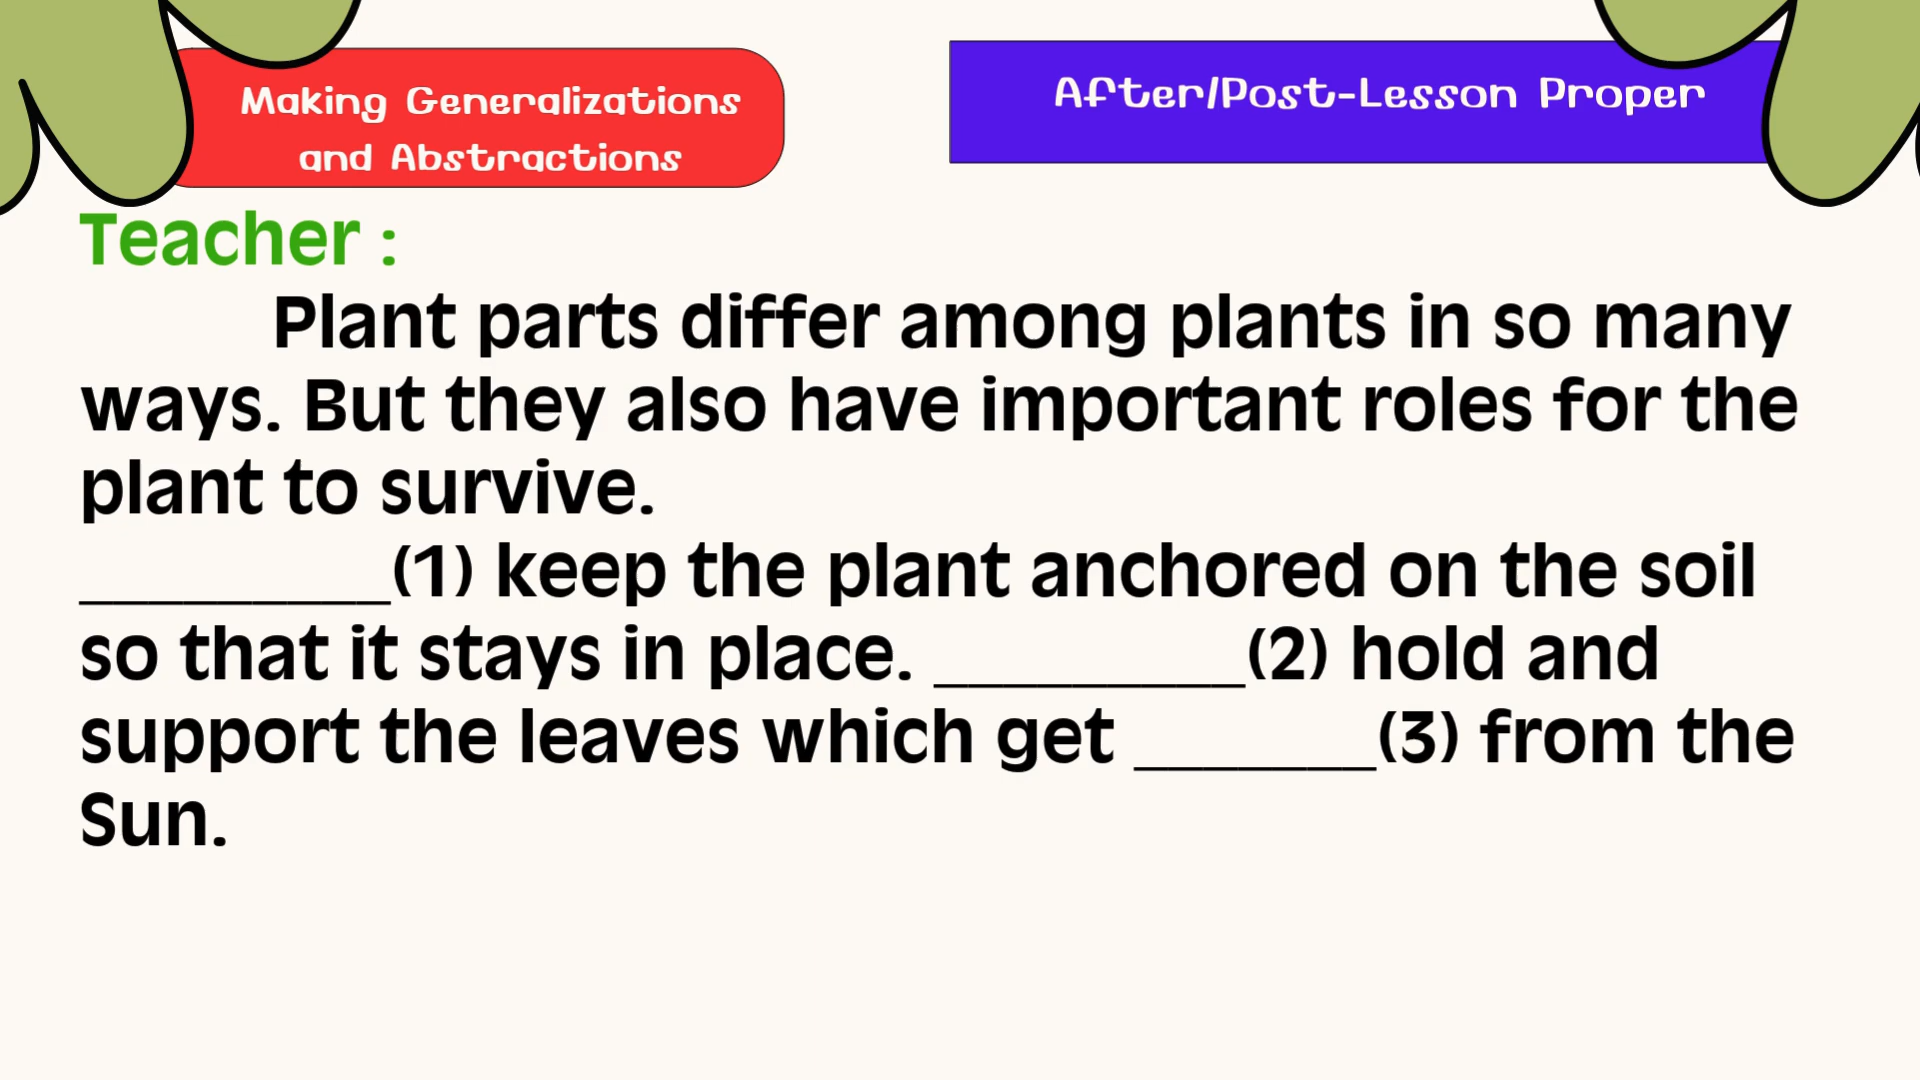 Making Generalizations
and Abstractions
After/Post-Lesson Proper
Teacher :
Plant parts differ among plants in so many
ways. But they also have important roles for the
plant to survive.
_________(1) keep the plant anchored on the soil
so that it stays in place. _________(2) hold and
support the leaves which get _______(3) from the
Sun.